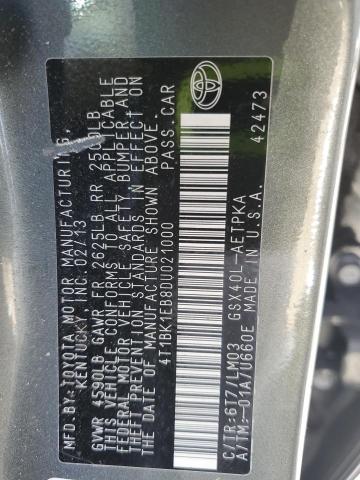 MFD.BY:TOYOTA MOTOR MANUFACTURING,
KENTUCKY, INC. 02/13
GVWR 4590LB GAWR FR 2625LB RR 2500LB
THIS VEHICLE CONFORMS TO ALL APPLICABLE
FEDERAL MOTOR VEHICLE SAFETY, BUMPER, AND
THEFT PREVENTION STANDARDS IN EFFECT ON
THE DATE OF MANUFACTURE SHOWN ABOVE.
4T1BK1EB8DU021000 PASS.CAR
C/TR:6T7/LM03 GSX40L-AETPKA
A/TM:-01A/U660E MADE IN U.S.A.
42473